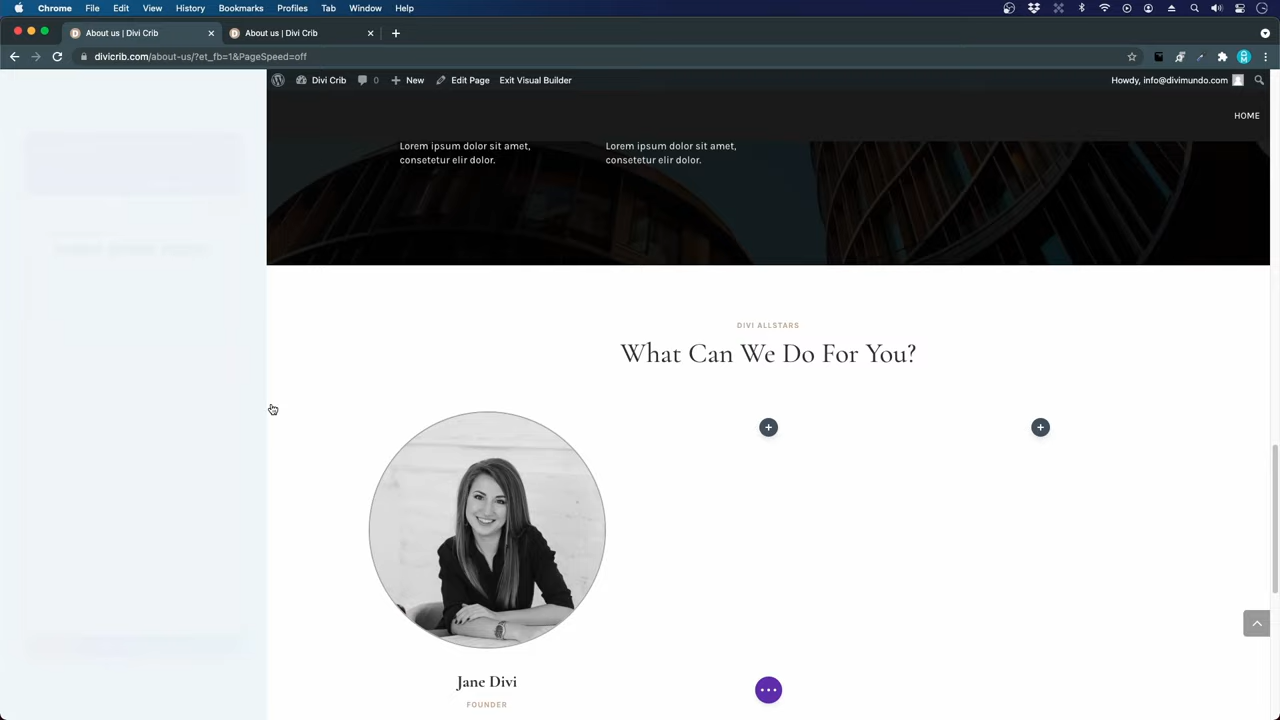 Chrome File Edit View History Bookmarks Profiles Tab Window Help
About us | Divi Crib
About us | Divi Crib
divicrib.com/about-us/?et_fb=1&PageSpeed=off
Divi Crib 0 New Edit Page Exit Visual Builder Howdy, info@divimundo.com
HOME
Lorem ipsum dolor sit amet,
consetetur elir dolor.
Lorem ipsum dolor sit amet,
consetetur elir dolor.
DIVI ALLSTARS
What Can We Do For You?
Jane Divi
FOUNDER